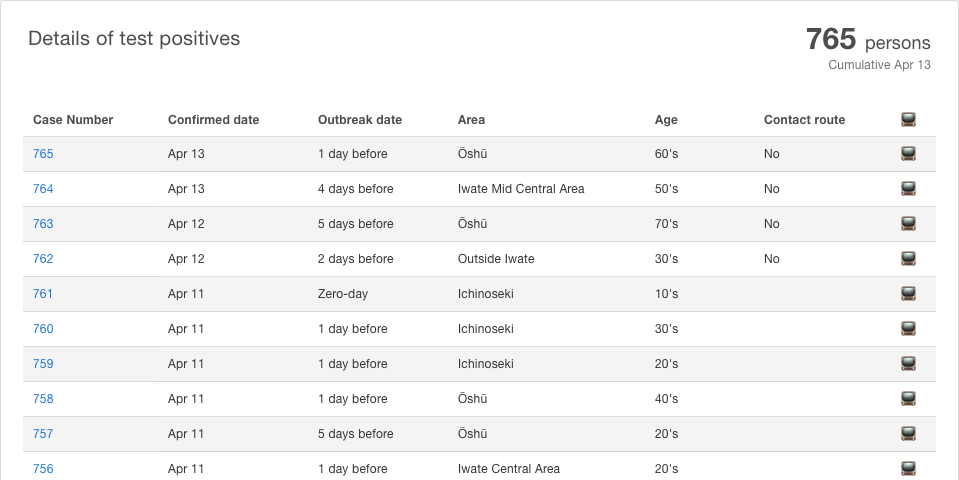 Details of test positives
765 persons
Cumulative Apr 13
Case Number Confirmed date Outbreak date Area Age Contact route
765 Apr 13 1 day before Ōshū 60's No
764 Apr 13 4 days before Iwate Mid Central Area 50's No
763 Apr 12 5 days before Ōshū 70's No
762 Apr 12 2 days before Outside Iwate 30's No
761 Apr 11 Zero-day Ichinoseki 10's
760 Apr 11 1 day before Ichinoseki 30's
759 Apr 11 1 day before Ichinoseki 20's
758 Apr 11 1 day before Ōshū 40's
757 Apr 11 5 days before Ōshū 20's
756 Apr 11 1 day before Iwate Central Area 20's